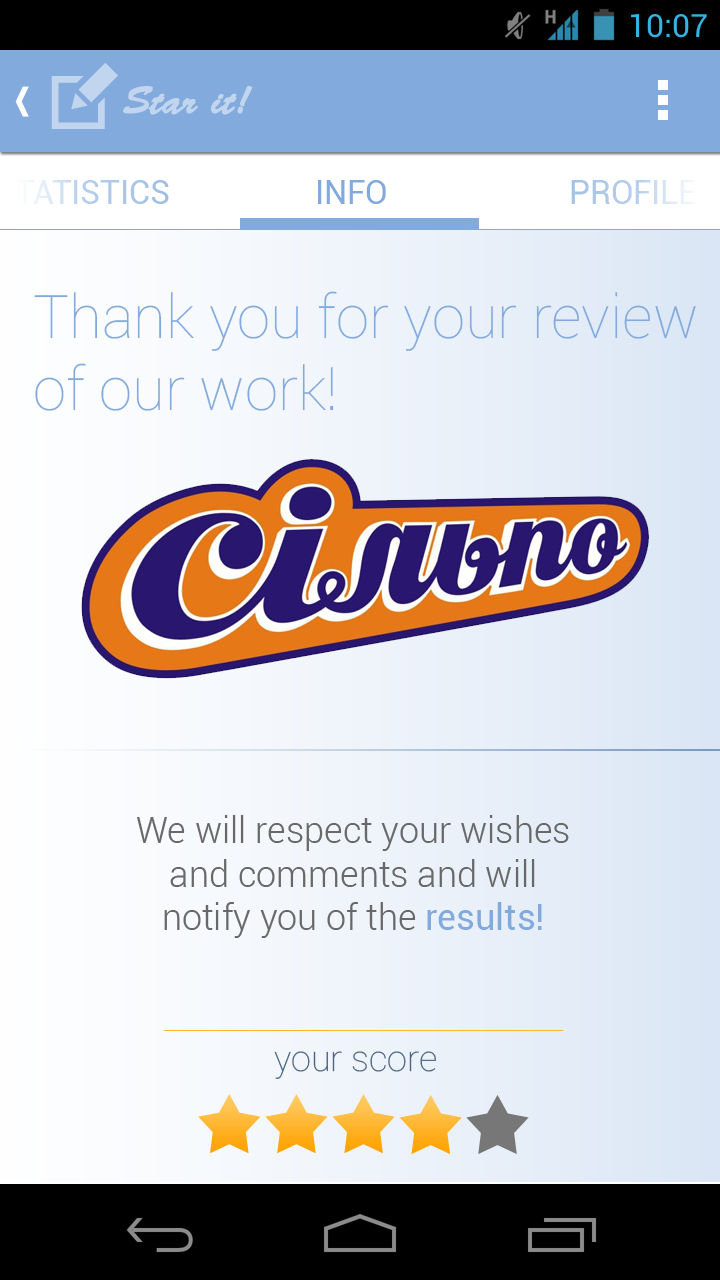 H 10:07
Star it!
TATISTICS INFO PROFILE
Thank you for your review
of our work!
Сільпо
We will respect your wishes
and comments and will
notify you of the results!
your score